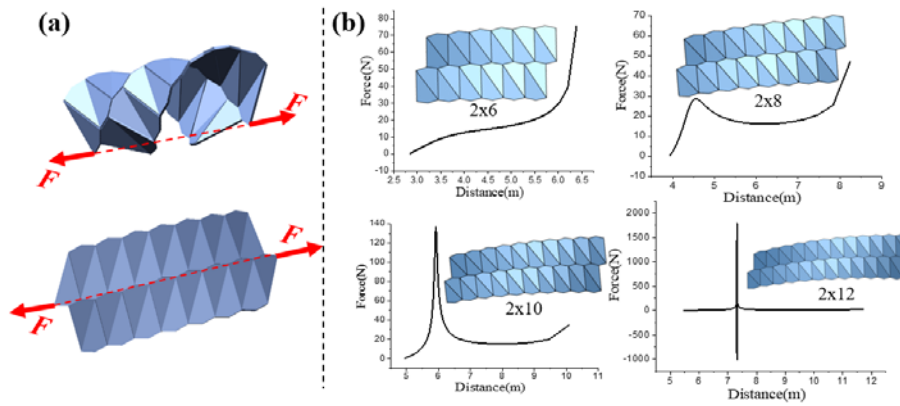 (a)
F
F
F
F
(b)
80
70
60
50
40
30
20
10
0
-10
Force(N)
2x6
2.5 3.0 3.5 4.0 4.5 5.0 5.5 6.0 6.5
Distance(m)
70
60
50
40
30
20
10
0
-10
Force(N)
2x8
3 4 5 6 7 8 9
Distance(m)
140
120
100
80
60
40
20
0
Force(N)
2x10
5 6 7 8 9 10 11
Distance(m)
1500
1000
500
0
-500
-1000
Force(N)
2x12
5 6 7 8 9 10 11 12
Distance(m)